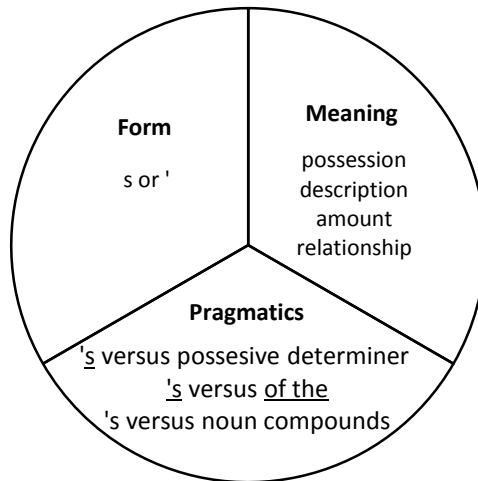 Form
s or '
Meaning
possession
description
amount
relationship
Pragmatics
's versus possesive determiner
's versus of the
's versus noun compounds